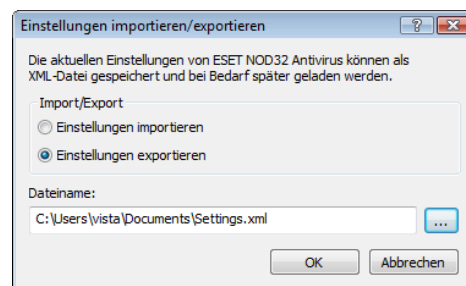 Einstellungen importieren/exportieren
Die aktuellen Einstellungen von ESET NOD32 Antivirus können als
XML-Datei gespeichert und bei Bedarf später geladen werden.
Import/Export
Einstellungen importieren
Einstellungen exportieren
Dateiname:
C:\Users\vista\Documents\Settings.xml
...
OK
Abbrechen